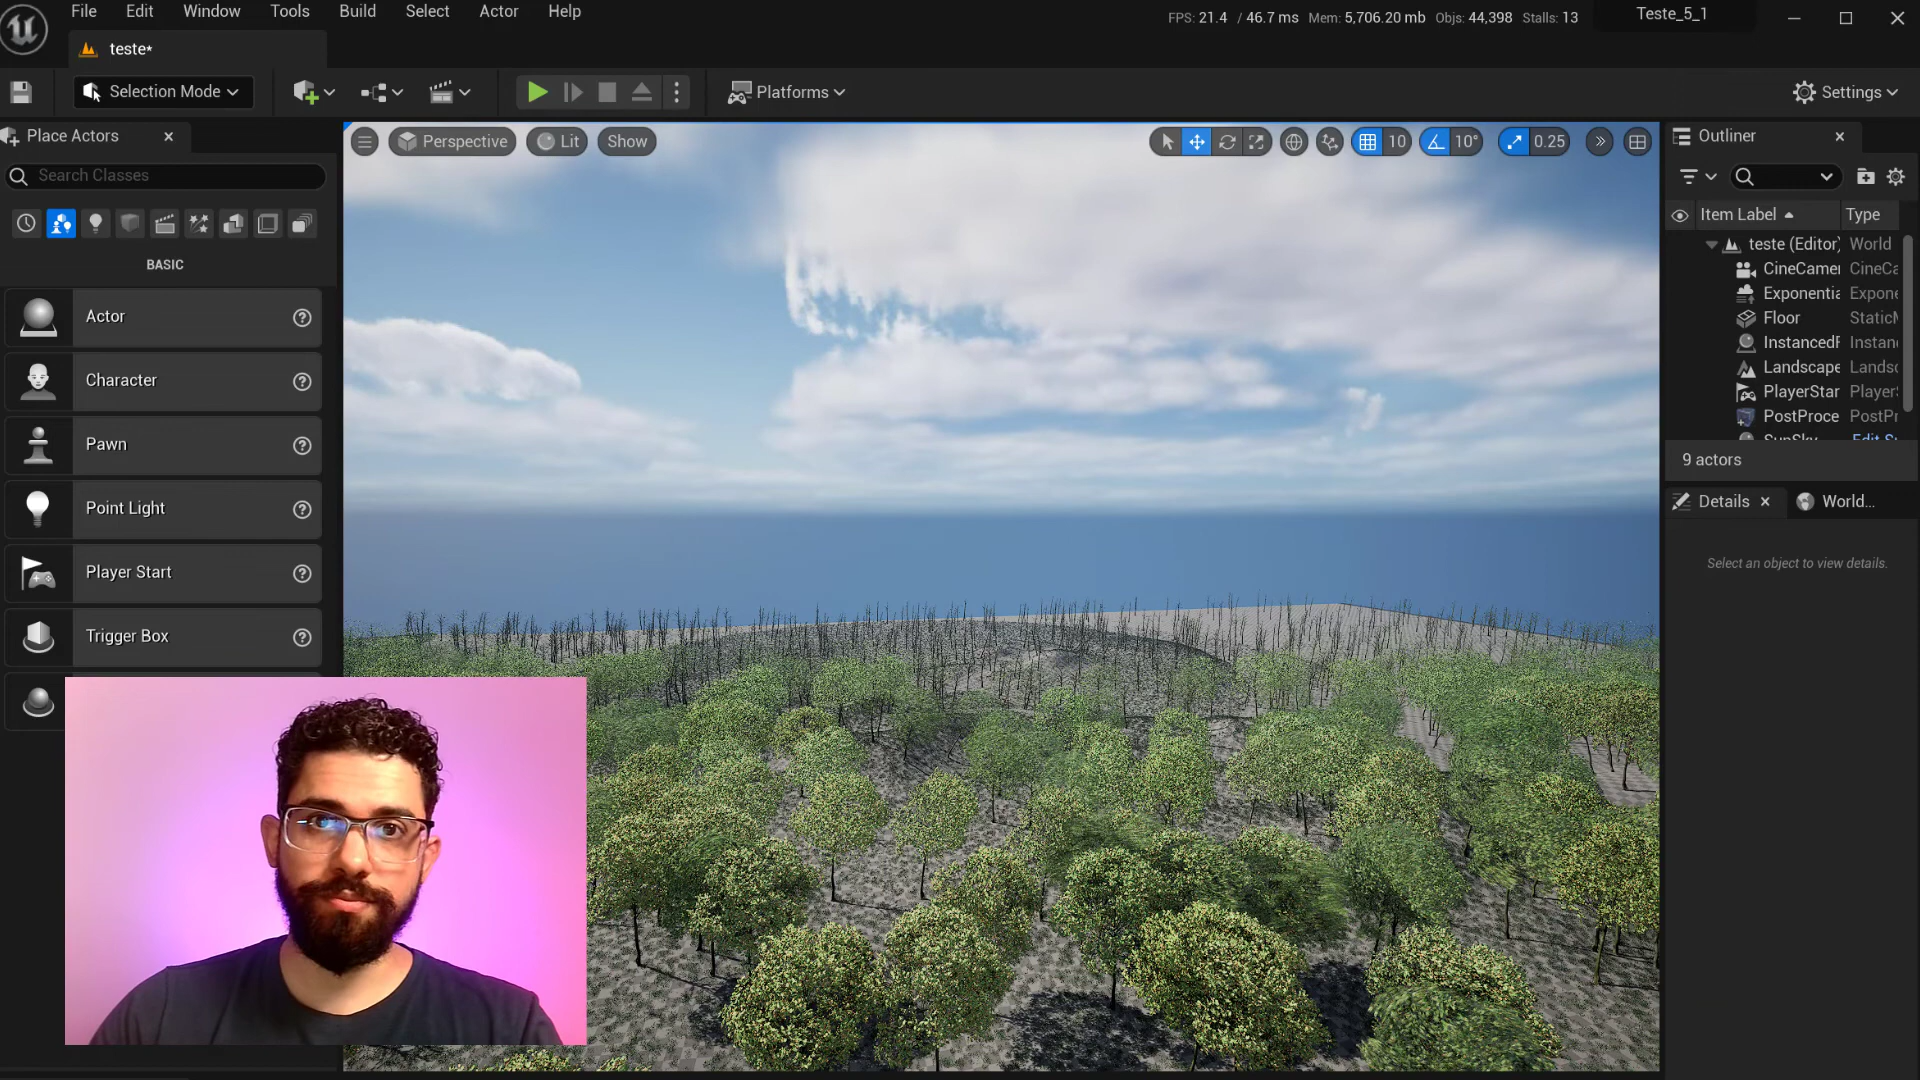 File Edit Window Tools Build Select Actor Help
FPS: 21.4 / 46.7 ms Mem: 5,706.20 mb Objs: 44,398 Stalls: 13
Teste_5_1
teste*
Selection Mode
Platforms
Settings
Place Actors
Search Classes
BASIC
Actor
Character
Pawn
Point Light
Player Start
Trigger Box
Perspective Lit Show
10 10° 0.25
Outliner
Item Label Type
teste (Editor) World
CineCamer CineCa
Exponentia Expone
Floor StaticM
InstancedF Instan
Landscape Landsc
PlayerStar Player
PostProce PostPr
SunSky Edit S
9 actors
Details World...
Select an object to view details.